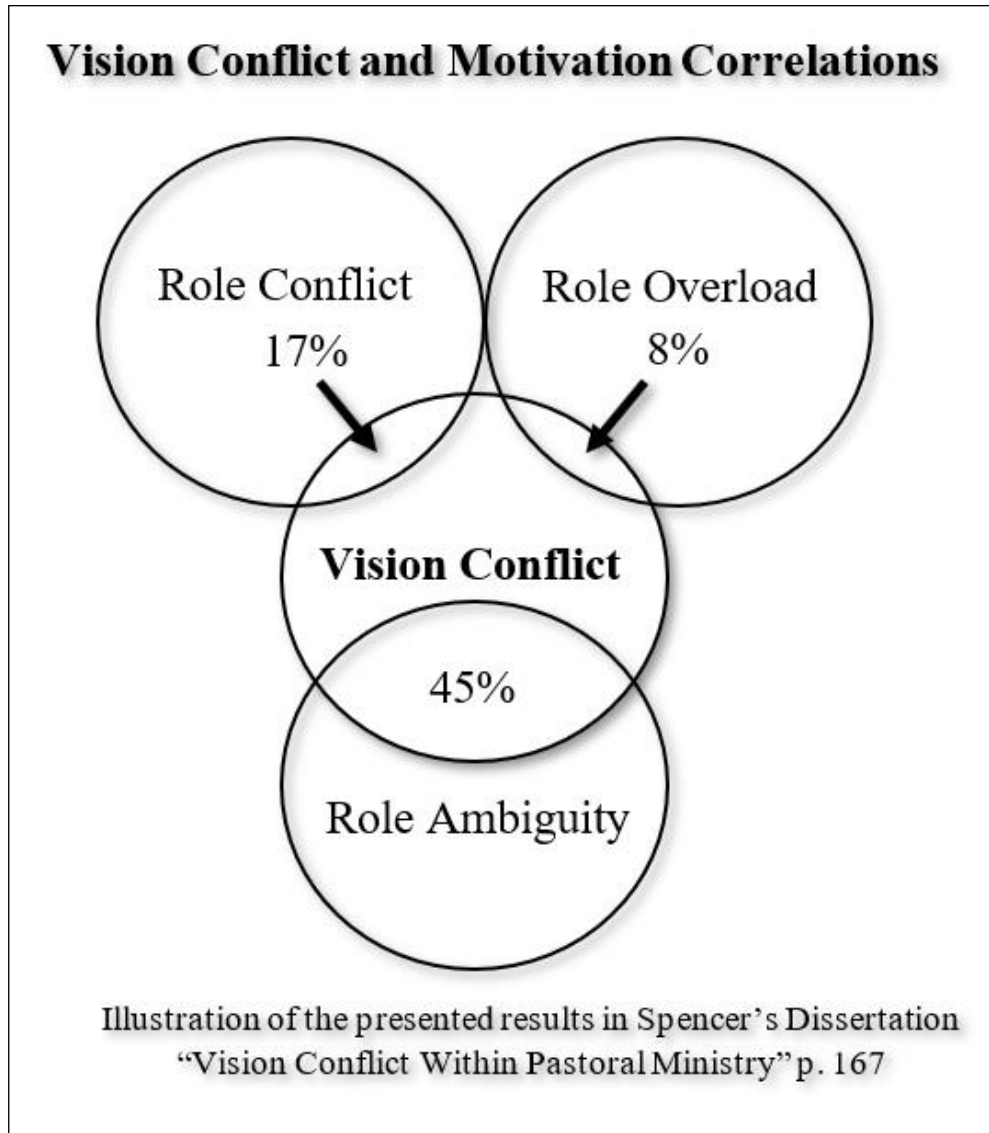 Vision Conflict and Motivation Correlations
Role Conflict
17%
Role Overload
8%
Vision Conflict
45%
Role Ambiguity
Illustration of the presented results in Spencer’s Dissertation
“Vision Conflict Within Pastoral Ministry” p. 167